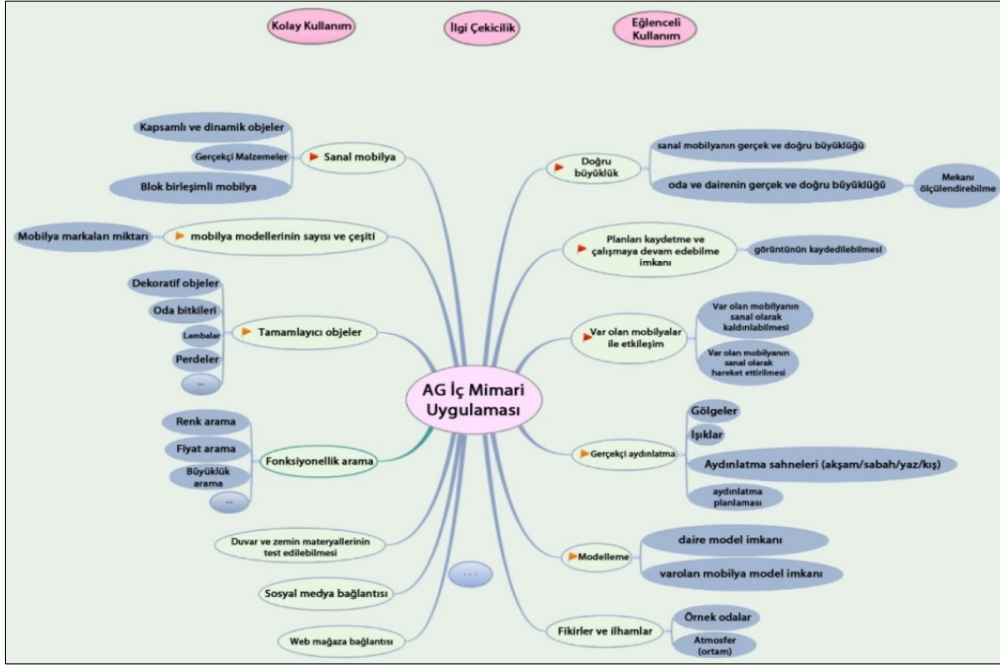 Kolay Kullanım
İlgi Çekicilik
Eğlenceli
Kullanım
Kapsamlı ve dinamik objeler
Gerçekçi Malzemeler
Blok birleşimli mobilya
Sanal mobilya
Mobilya markaları miktarı
mobilya modellerinin sayısı ve çeşiti
Dekoratif objeler
Oda bitkileri
Lambalar
Perdeler
...
Tamamlayıcı objeler
Renk arama
Fiyat arama
Büyüklük
arama
...
Fonksiyonellik arama
Duvar ve zemin materyallerinin
test edilebilmesi
Sosyal medya bağlantısı
Web mağaza bağlantısı
AG İç Mimari
Uygulaması
...
Doğru
büyüklük
sanal mobilyanın gerçek ve doğru büyüklüğü
oda ve dairenin gerçek ve doğru büyüklüğü
Mekanı
ölçülendirebilme
Planları kaydetme ve
çalışmaya devam edebilme
imkanı
görüntünün kaydedilebilmesi
Var olan mobilyalar
ile etkileşim
Var olan mobilyanın
sanal olarak
kaldırılabilmesi
Var olan mobilyanın
sanal olarak
hareket ettirilmesi
Gerçekçi aydınlatma
Gölgeler
Işıklar
Aydınlatma sahneleri (akşam/sabah/yaz/kış)
aydınlatma
planlaması
Modelleme
daire model imkanı
varolan mobilya model imkanı
Fikirler ve ilhamlar
Örnek odalar
Atmosfer
(ortam)